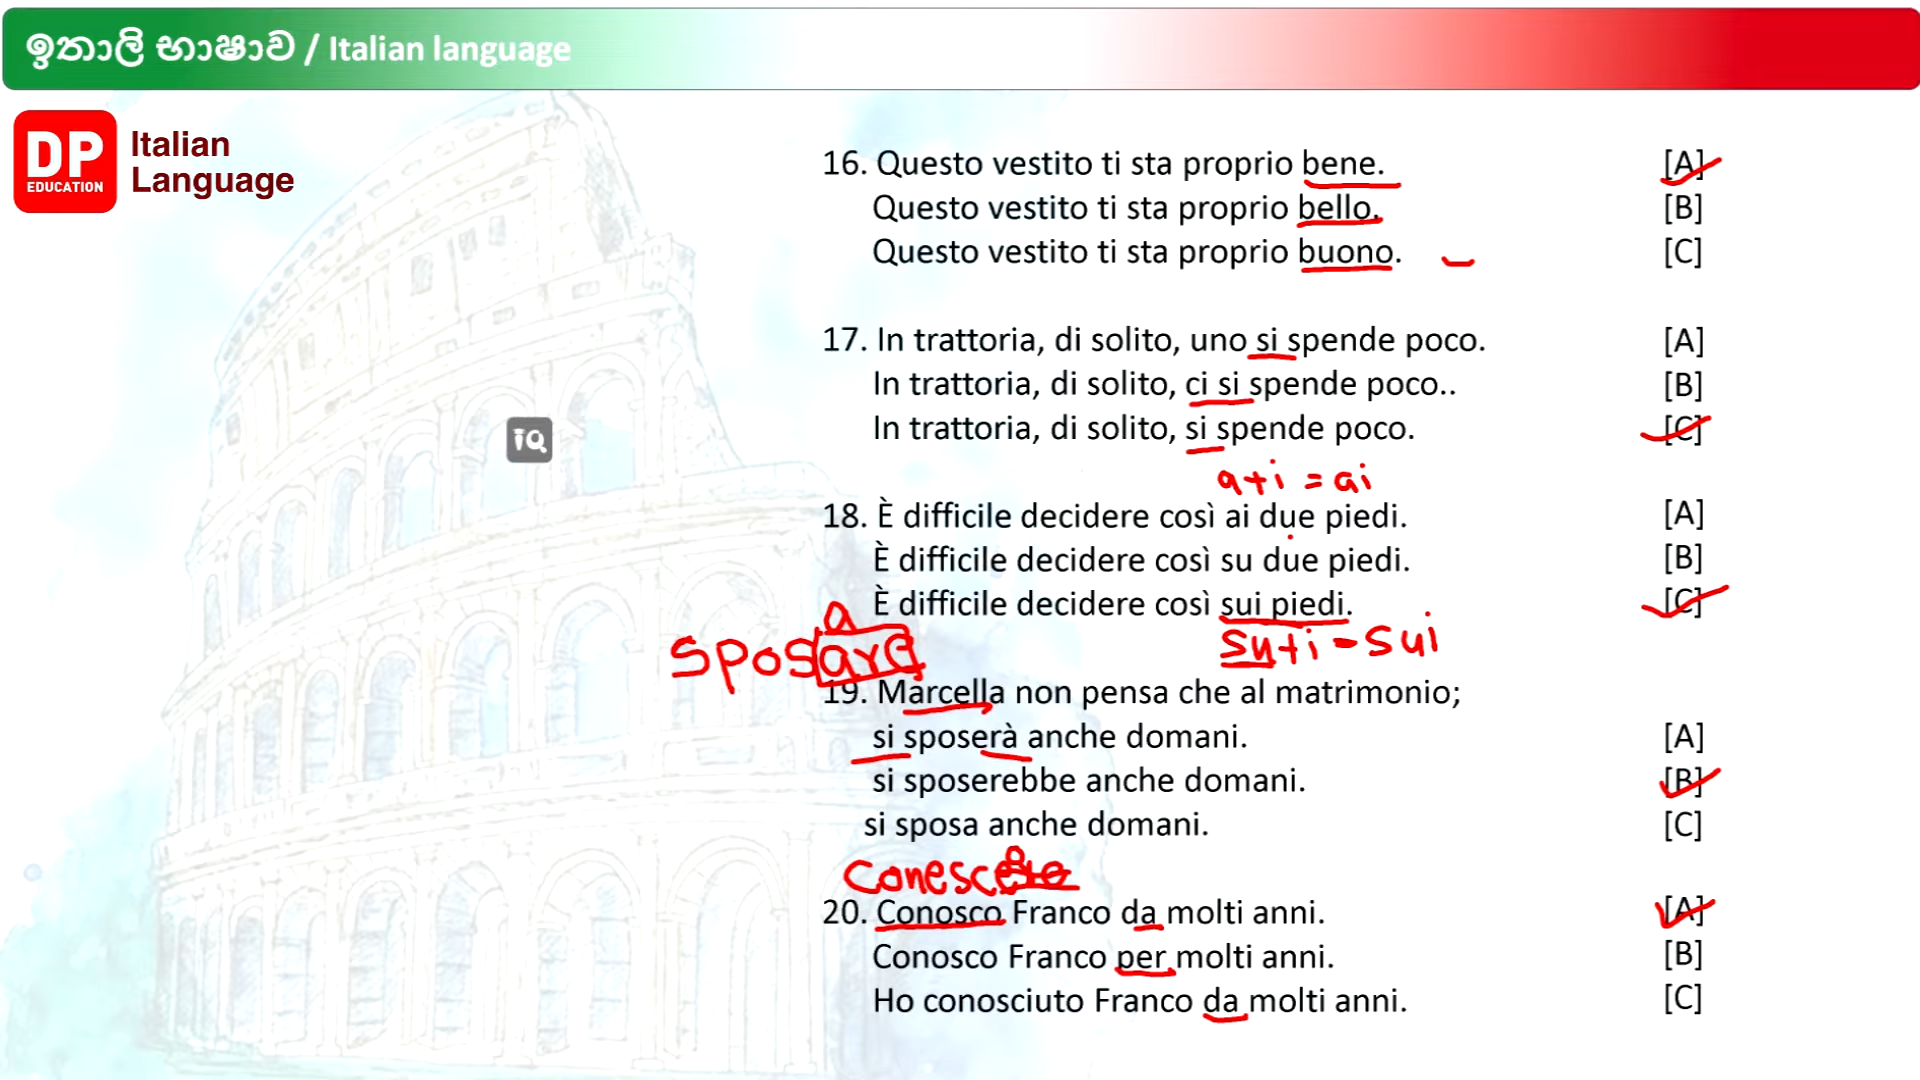 ඉතාලි භාෂාව / Italian language
DP
EDUCATION
Italian
Language
iQ
16. Questo vestito ti sta proprio bene. [A]
Questo vestito ti sta proprio bello. [B]
Questo vestito ti sta proprio buono. [C]
17. In trattoria, di solito, uno si spende poco. [A]
In trattoria, di solito, ci si spende poco.. [B]
In trattoria, di solito, si spende poco. [C]
a+i = ai
18. È difficile decidere così ai due piedi. [A]
È difficile decidere così su due piedi. [B]
È difficile decidere così sui piedi. [C]
su+i = sui
sposare
19. Marcella non pensa che al matrimonio;
si sposerà anche domani. [A]
si sposerebbe anche domani. [B]
si sposa anche domani. [C]
20. Conosco Franco da molti anni. [A]
Conosco Franco per molti anni. [B]
Ho conosciuto Franco da molti anni. [C]